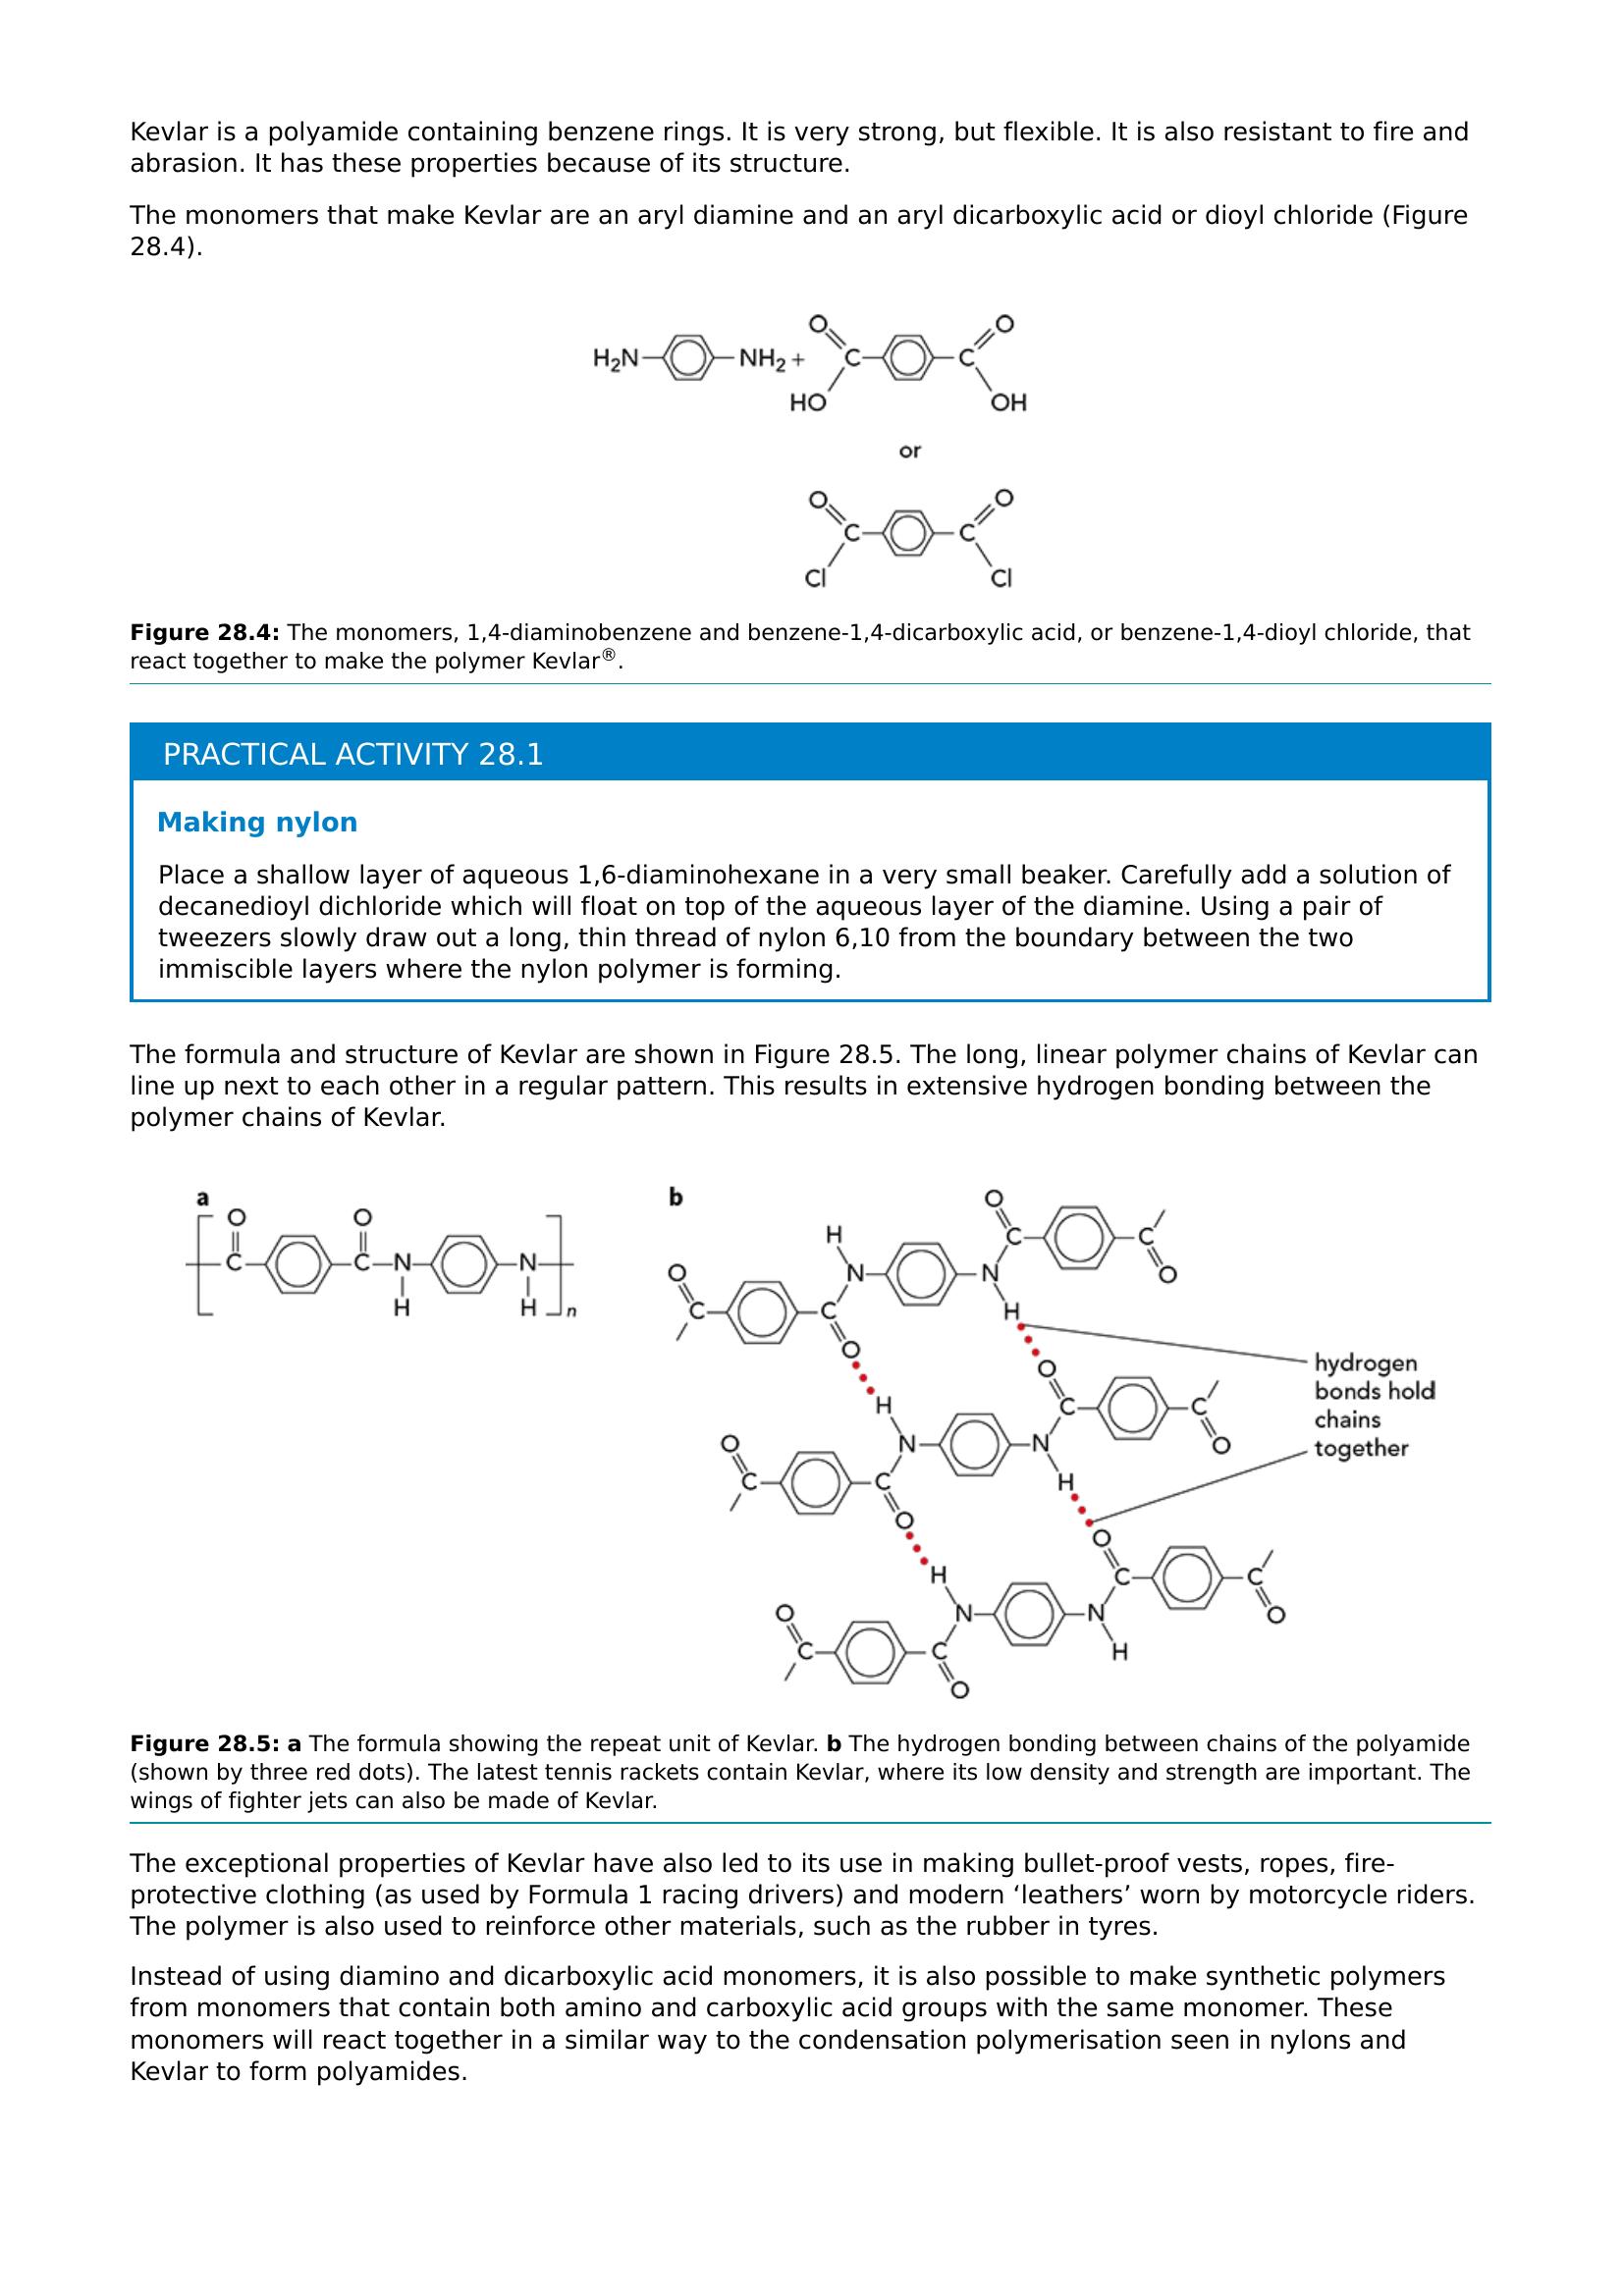 Kevlar is a polyamide containing benzene rings. It is very strong, but flexible. It is also resistant to fire and
abrasion. It has these properties because of its structure.
The monomers that make Kevlar are an aryl diamine and an aryl dicarboxylic acid or dioyl chloride (Figure
28.4).
O O
H₂N NH₂ + C C
HO OH
or
O O
C C
Cl Cl
Figure 28.4: The monomers, 1,4-diaminobenzene and benzene-1,4-dicarboxylic acid, or benzene-1,4-dioyl chloride, that
react together to make the polymer Kevlar®.
PRACTICAL ACTIVITY 28.1
Making nylon
Place a shallow layer of aqueous 1,6-diaminohexane in a very small beaker. Carefully add a solution of
decanedioyl dichloride which will float on top of the aqueous layer of the diamine. Using a pair of
tweezers slowly draw out a long, thin thread of nylon 6,10 from the boundary between the two
immiscible layers where the nylon polymer is forming.
The formula and structure of Kevlar are shown in Figure 28.5. The long, linear polymer chains of Kevlar can
line up next to each other in a regular pattern. This results in extensive hydrogen bonding between the
polymer chains of Kevlar.
a
O O
C C N N
H H n
b
O
H C C
O N N O
C C H
O
O
H C C
O N N O
C C H
O
O
H C C
O N N O
C C H
O
hydrogen
bonds hold
chains
together
Figure 28.5: a The formula showing the repeat unit of Kevlar. b The hydrogen bonding between chains of the polyamide
(shown by three red dots). The latest tennis rackets contain Kevlar, where its low density and strength are important. The
wings of fighter jets can also be made of Kevlar.
The exceptional properties of Kevlar have also led to its use in making bullet-proof vests, ropes, fire-
protective clothing (as used by Formula 1 racing drivers) and modern ‘leathers’ worn by motorcycle riders.
The polymer is also used to reinforce other materials, such as the rubber in tyres.
Instead of using diamino and dicarboxylic acid monomers, it is also possible to make synthetic polymers
from monomers that contain both amino and carboxylic acid groups with the same monomer. These
monomers will react together in a similar way to the condensation polymerisation seen in nylons and
Kevlar to form polyamides.